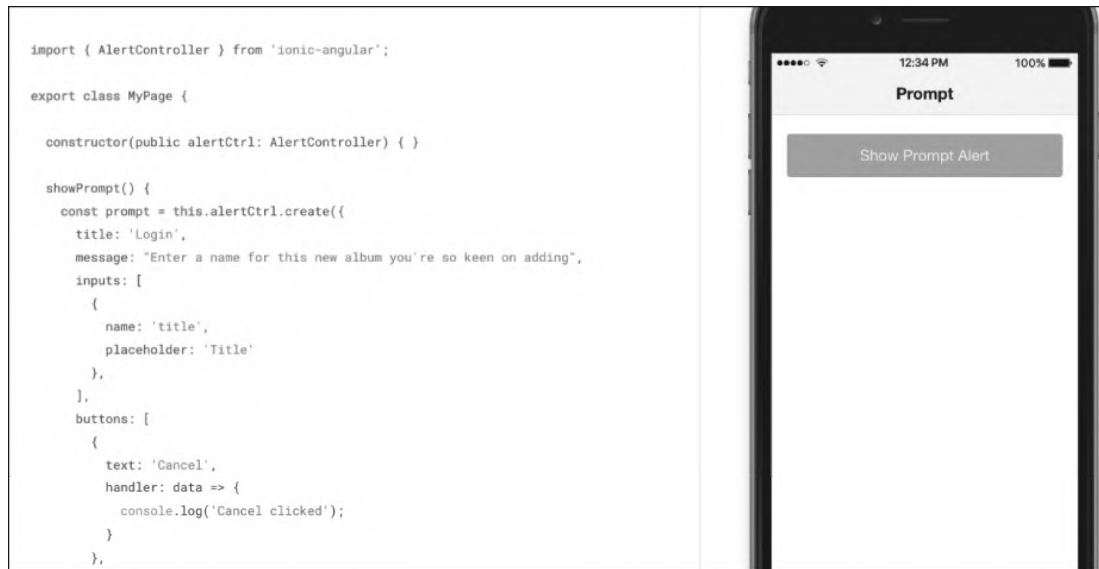 import { AlertController } from 'ionic-angular';
export class MyPage {
constructor(public alertCtrl: AlertController) { }
showPrompt() {
const prompt = this.alertCtrl.create({
title: 'Login',
message: "Enter a name for this new album you're so keen on adding",
inputs: [
{
name: 'title',
placeholder: 'Title'
},
],
buttons: [
{
text: 'Cancel',
handler: data => {
console.log('Cancel clicked');
}
},
12:34 PM
100%
Prompt
Show Prompt Alert